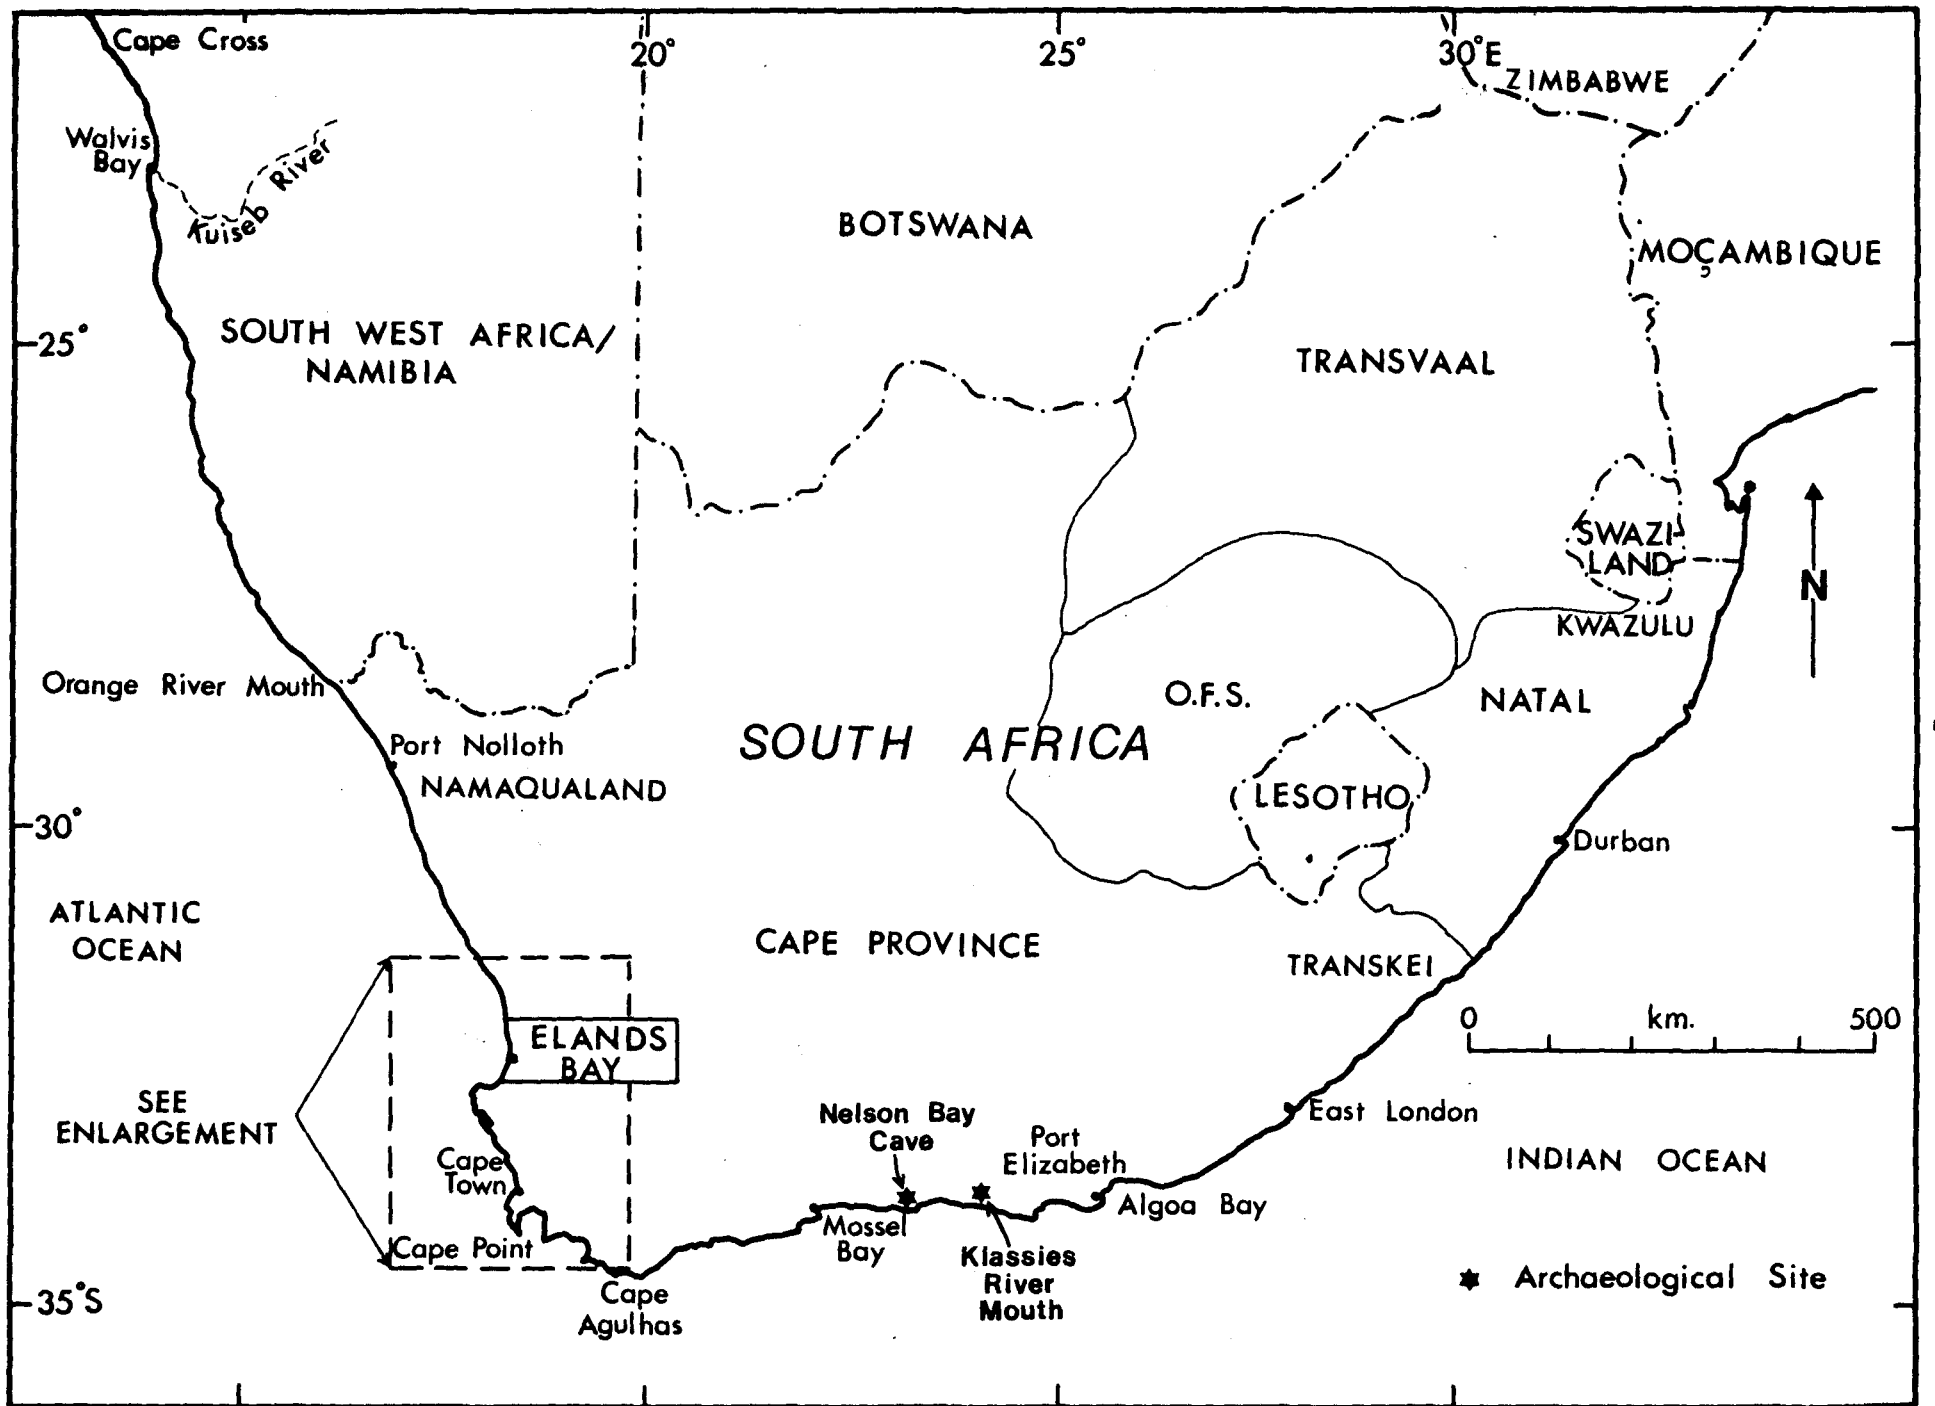 Cape Cross
20°
25°
30°E
ZIMBABWE
Walvis
Bay
Kuiseb River
BOTSWANA
MOÇAMBIQUE
25°
SOUTH WEST AFRICA/
NAMIBIA
TRANSVAAL
SWAZI
LAND
N
KWAZULU
Orange River Mouth
O.F.S.
NATAL
Port Nolloth
SOUTH AFRICA
NAMAQUALAND
LESOTHO
30°
Durban
ATLANTIC
OCEAN
CAPE PROVINCE
TRANSKEI
0 km. 500
ELANDS
BAY
SEE
ENLARGEMENT
Nelson Bay
Cave
Port
Elizabeth
East London
Cape
Town
INDIAN OCEAN
Algoa Bay
Mossel
Bay
Cape Point
Klassies
River
Mouth
Archaeological Site
35°S
Cape
Agulhas